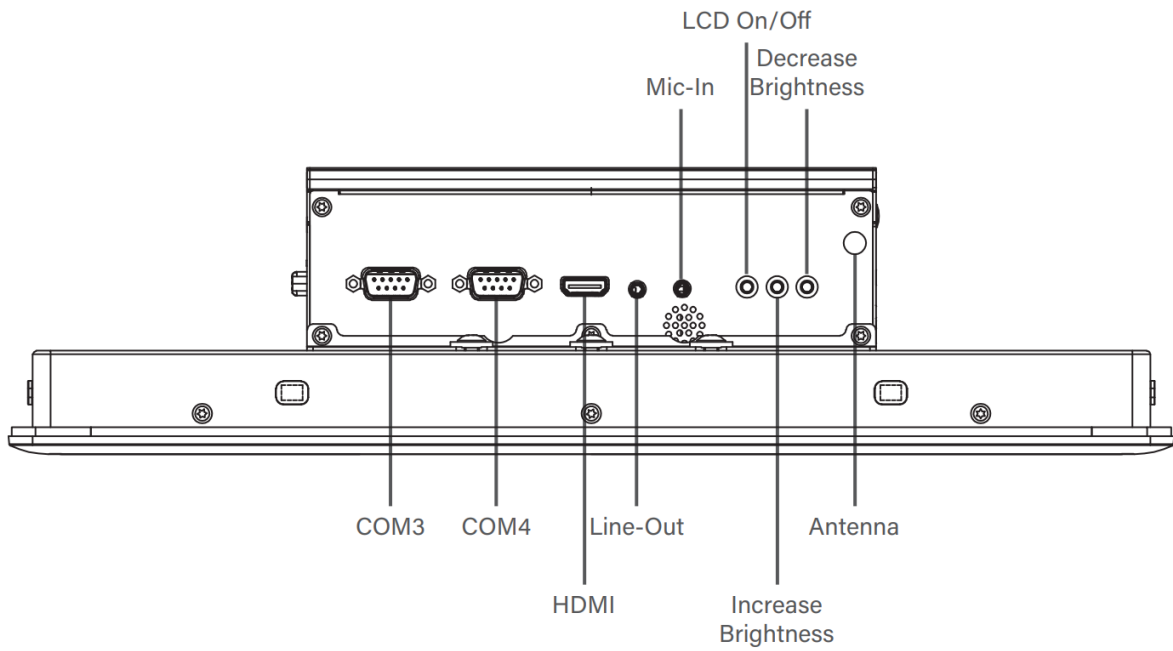 LCD On/Off
Decrease
Brightness
Mic-In
COM3
COM4
Line-Out
Antenna
HDMI
Increase
Brightness